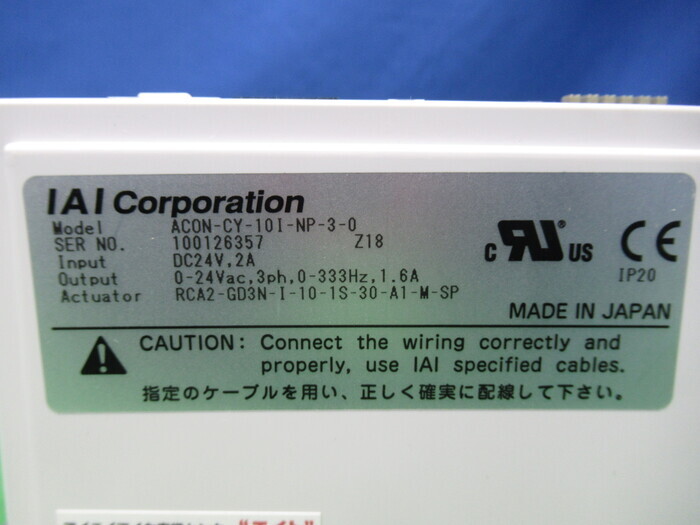 IAI Corporation
Model ACON-CY-10I-NP-3-0
SER NO. 100126357 Z18
Input DC24V,2A
Output 0-24Vac,3ph,0-333Hz,1.6A
Actuator RCA2-GD3N-I-10-1S-30-A1-M-SP
c RU US CE
IP20
MADE IN JAPAN
CAUTION: Connect the wiring correctly and
properly, use IAI specified cables.
指定のケーブルを用い、正しく確実に配線して下さい。